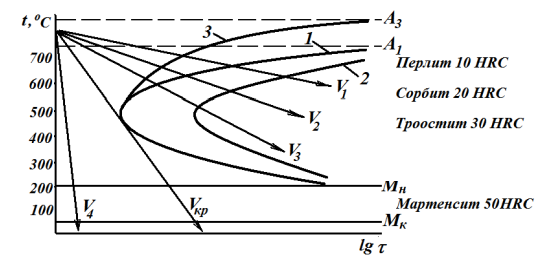 t,°C
A3
A1
700
600
500
400
300
200
100
3
1
2
V1
V2
V3
V4
Vкр
Перлит 10 HRC
Сорбит 20 HRC
Троостит 30 HRC
Mн
Мартенсит 50HRC
Mк
lg τ